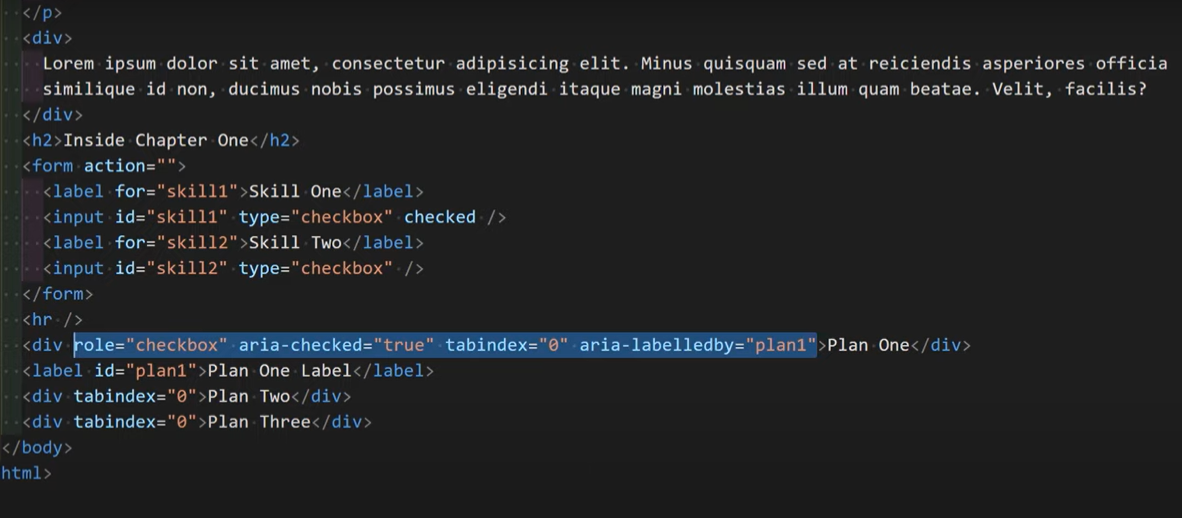 </p>
<div>
Lorem ipsum dolor sit amet, consectetur adipisicing elit. Minus quisquam sed at reiciendis asperiores officia
similique id non, ducimus nobis possimus eligendi itaque magni molestias illum quam beatae. Velit, facilis?
</div>
<h2>Inside Chapter One</h2>
<form action="">
<label for="skill1">Skill One</label>
<input id="skill1" type="checkbox" checked />
<label for="skill2">Skill Two</label>
<input id="skill2" type="checkbox" />
</form>
<hr />
<div role="checkbox" aria-checked="true" tabindex="0" aria-labelledby="plan1">Plan One</div>
<label id="plan1">Plan One Label</label>
<div tabindex="0">Plan Two</div>
<div tabindex="0">Plan Three</div>
</body>
html>